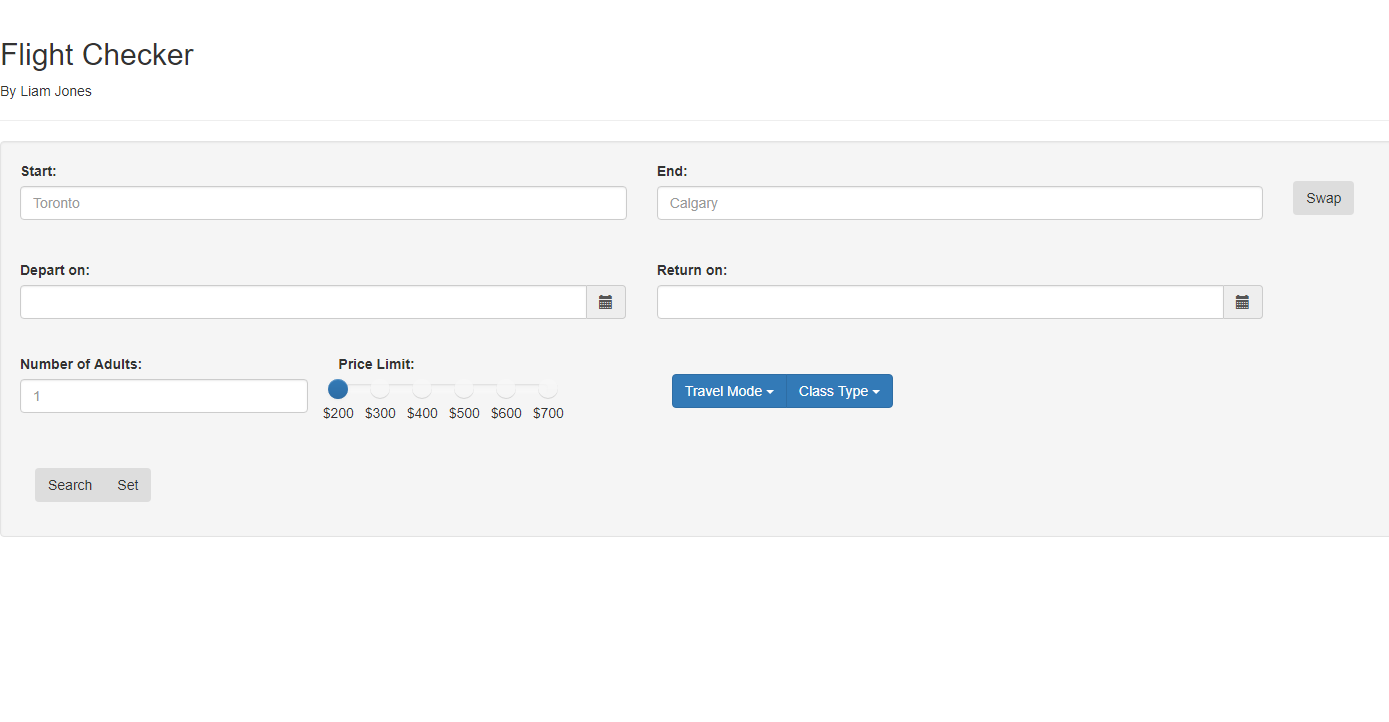 Flight Checker
By Liam Jones
Start: End:
Toronto Calgary Swap
Depart on: Return on:
Number of Adults: Price Limit:
1 Travel Mode Class Type
$200 $300 $400 $500 $600 $700
Search Set